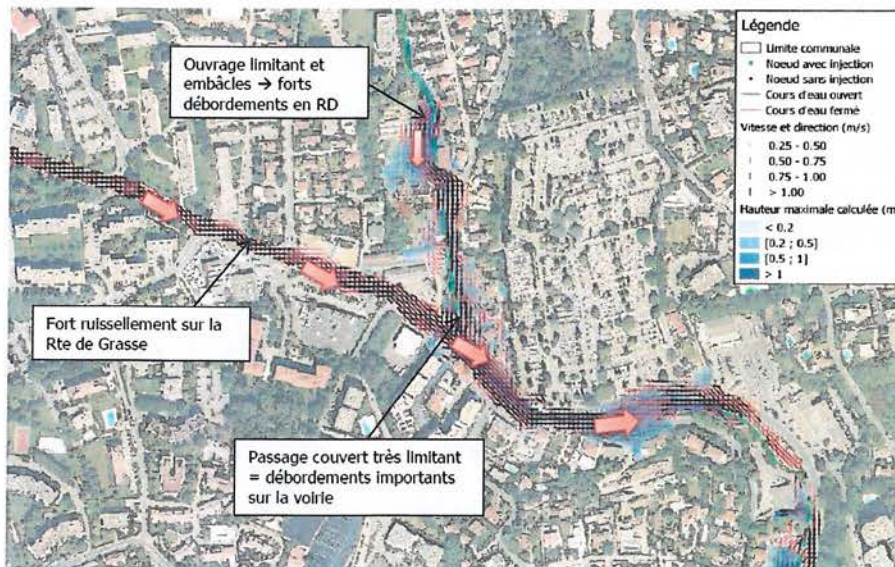 Ouvrage limitant et
embâcles → forts
débordements en RD
Fort ruissellement sur la
Rte de Grasse
Passage couvert très limitant
= débordements importants
sur la voirie
Légende
Limite communale
Noeud avec injection
Noeud sans injection
Cours d'eau ouvert
Cours d'eau fermé
Vitesse et direction (m/s)
0.25 - 0.50
0.50 - 0.75
0.75 - 1.00
> 1.00
Hauteur maximale calculée (m
< 0.2
[0.2 ; 0.5]
[0.5 ; 1]
> 1